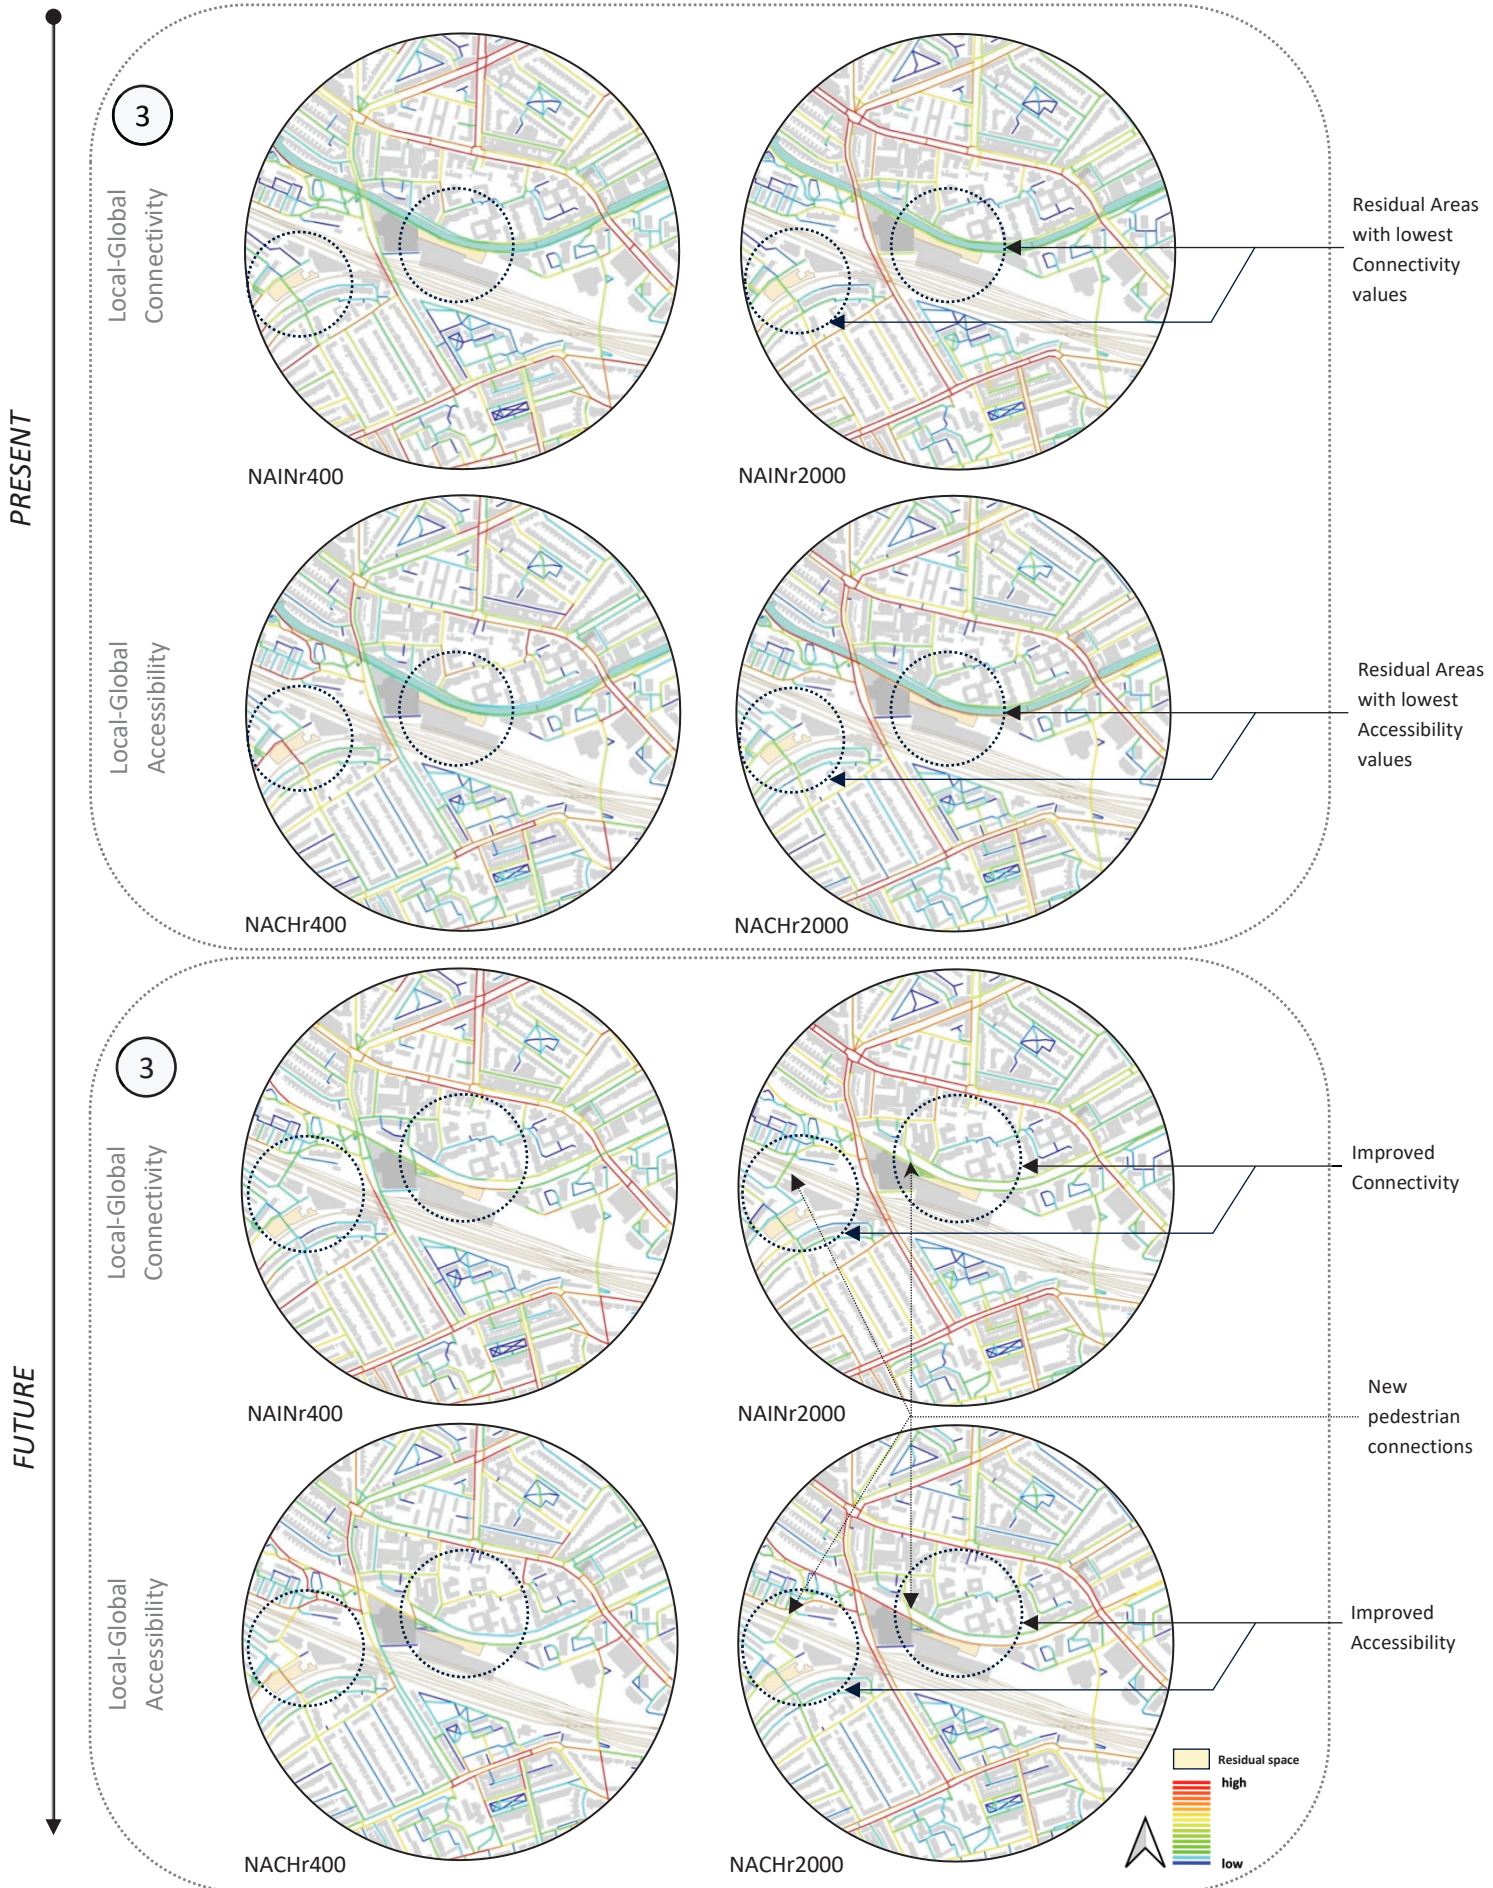 PRESENT
3
Local-Global
Connectivity
NAINr400
NAINr2000
Residual Areas
with lowest
Connectivity
values
Local-Global
Accessibility
NACHr400
NACHr2000
Residual Areas
with lowest
Accessibility
values
FUTURE
3
Local-Global
Connectivity
NAINr400
NAINr2000
Improved
Connectivity
New
pedestrian
connections
Local-Global
Accessibility
NACHr400
NACHr2000
Improved
Accessibility
Residual space
high
low